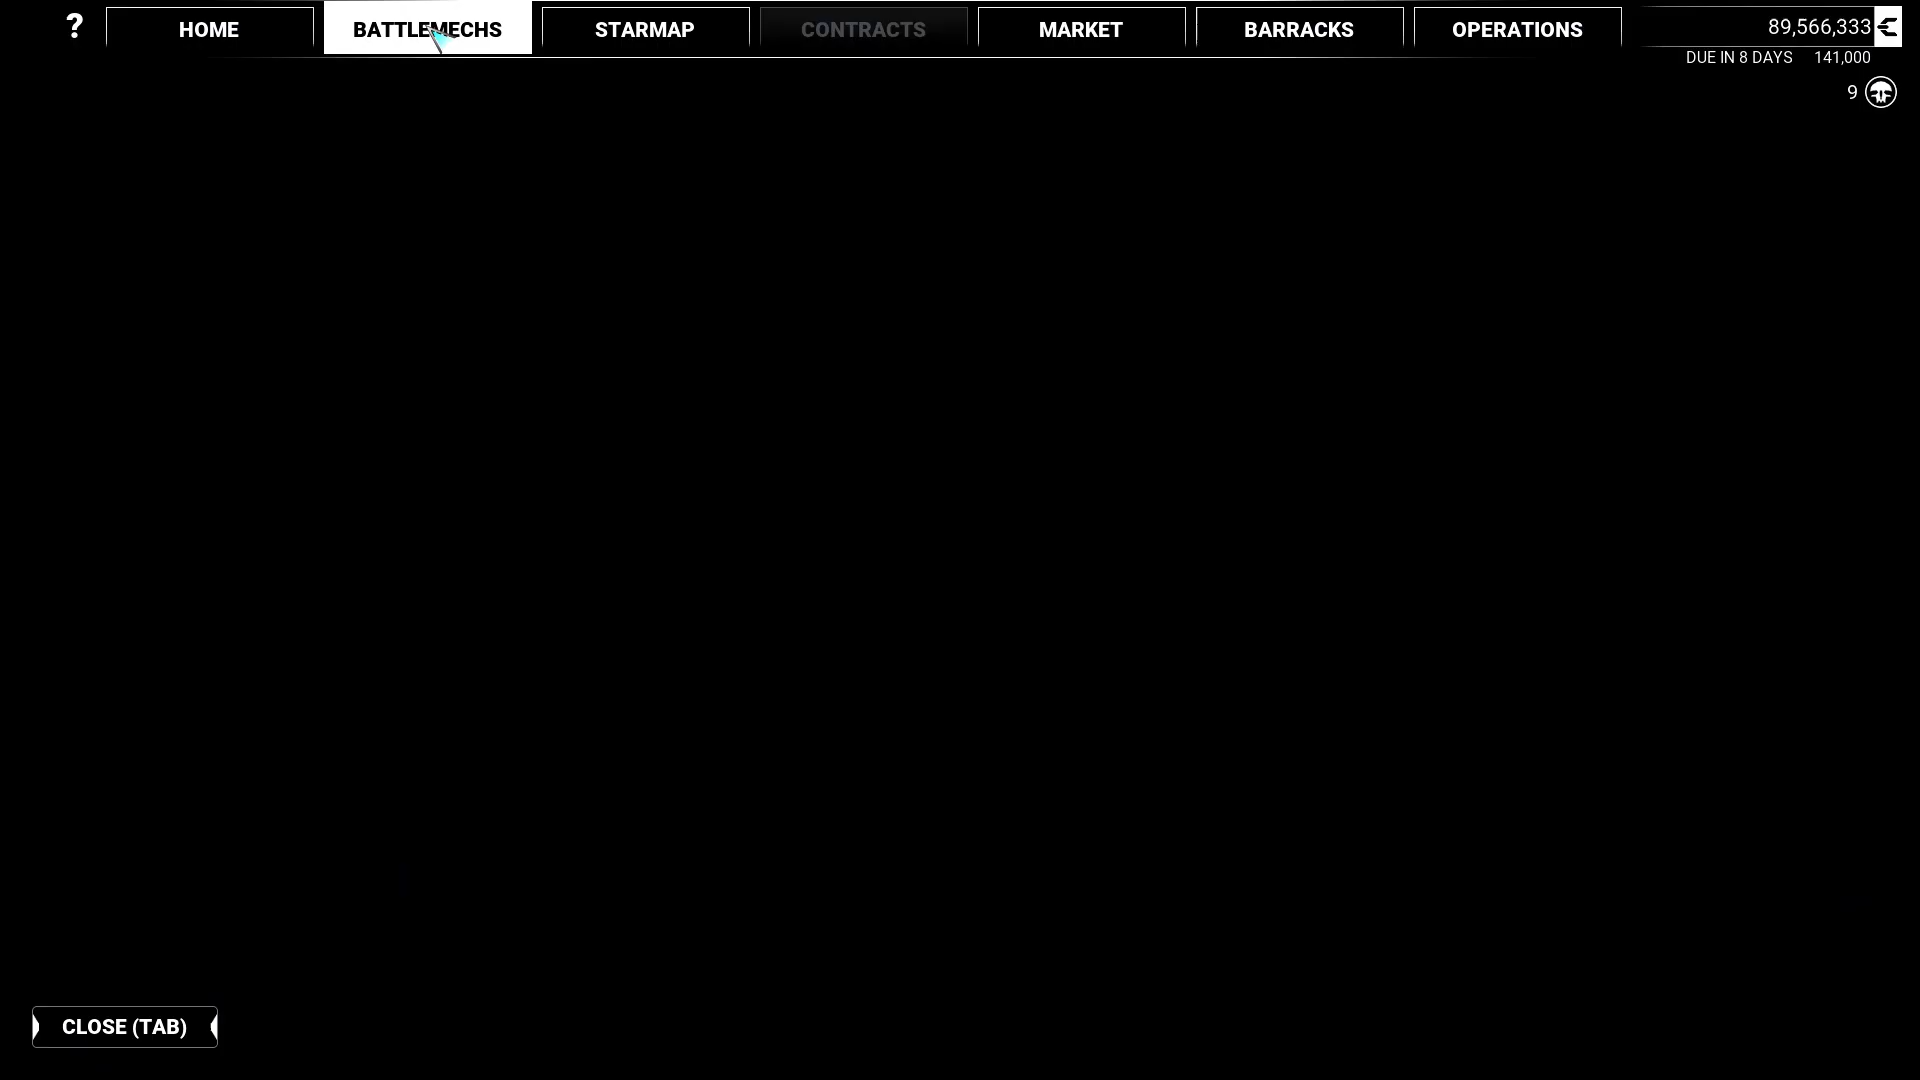 ?
HOME
BATTLEMECHS
STARMAP
CONTRACTS
MARKET
BARRACKS
OPERATIONS
89,566,333
DUE IN 8 DAYS 141,000
9
CLOSE (TAB)